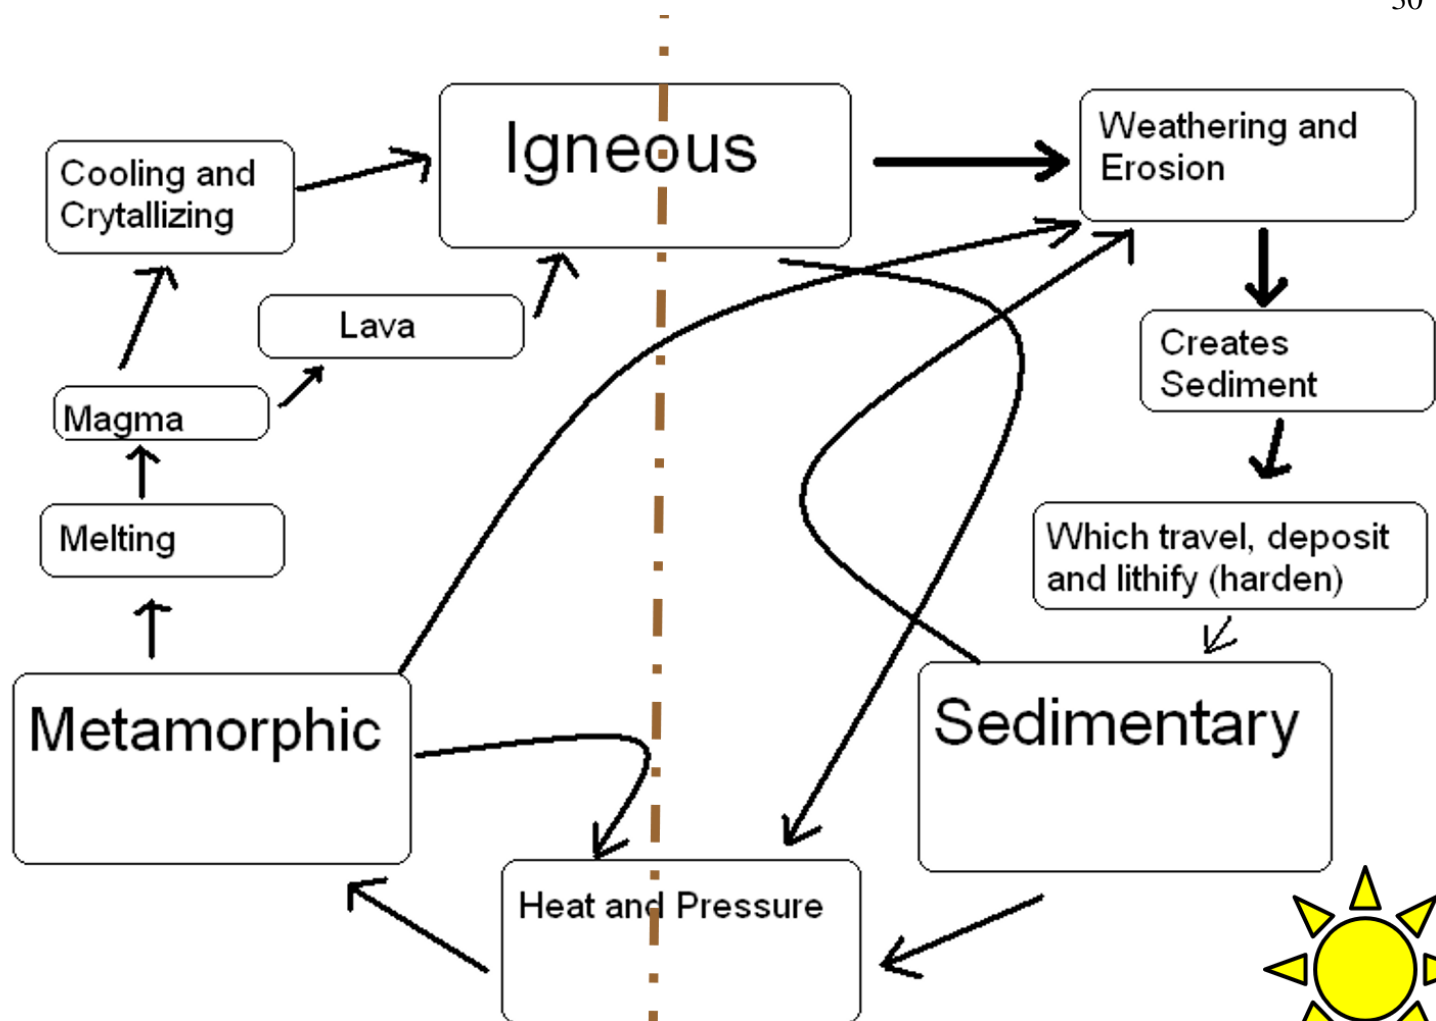 30
Igneous
Weathering and
Erosion
Cooling and
Crytallizing
Lava
Creates
Sediment
Magma
Melting
Which travel, deposit
and lithify (harden)
Metamorphic
Sedimentary
Heat and Pressure